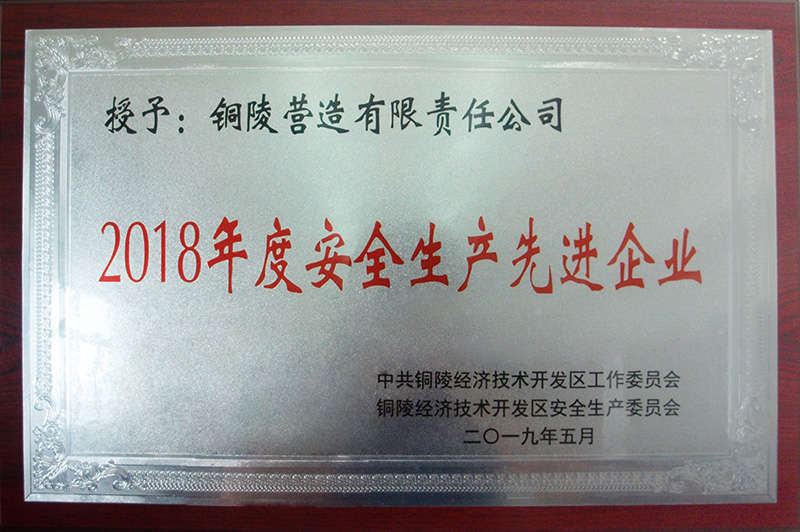 授予：铜陵营造有限责任公司
2018年度安全生产先进企业
中共铜陵经济技术开发区工作委员会
铜陵经济技术开发区安全生产委员会
二〇一九年五月